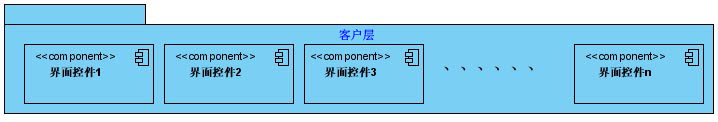 客户层
<<component>> <<component>> <<component>> <<component>>
界面控件1 界面控件2 界面控件3 、、、、、、 界面控件n